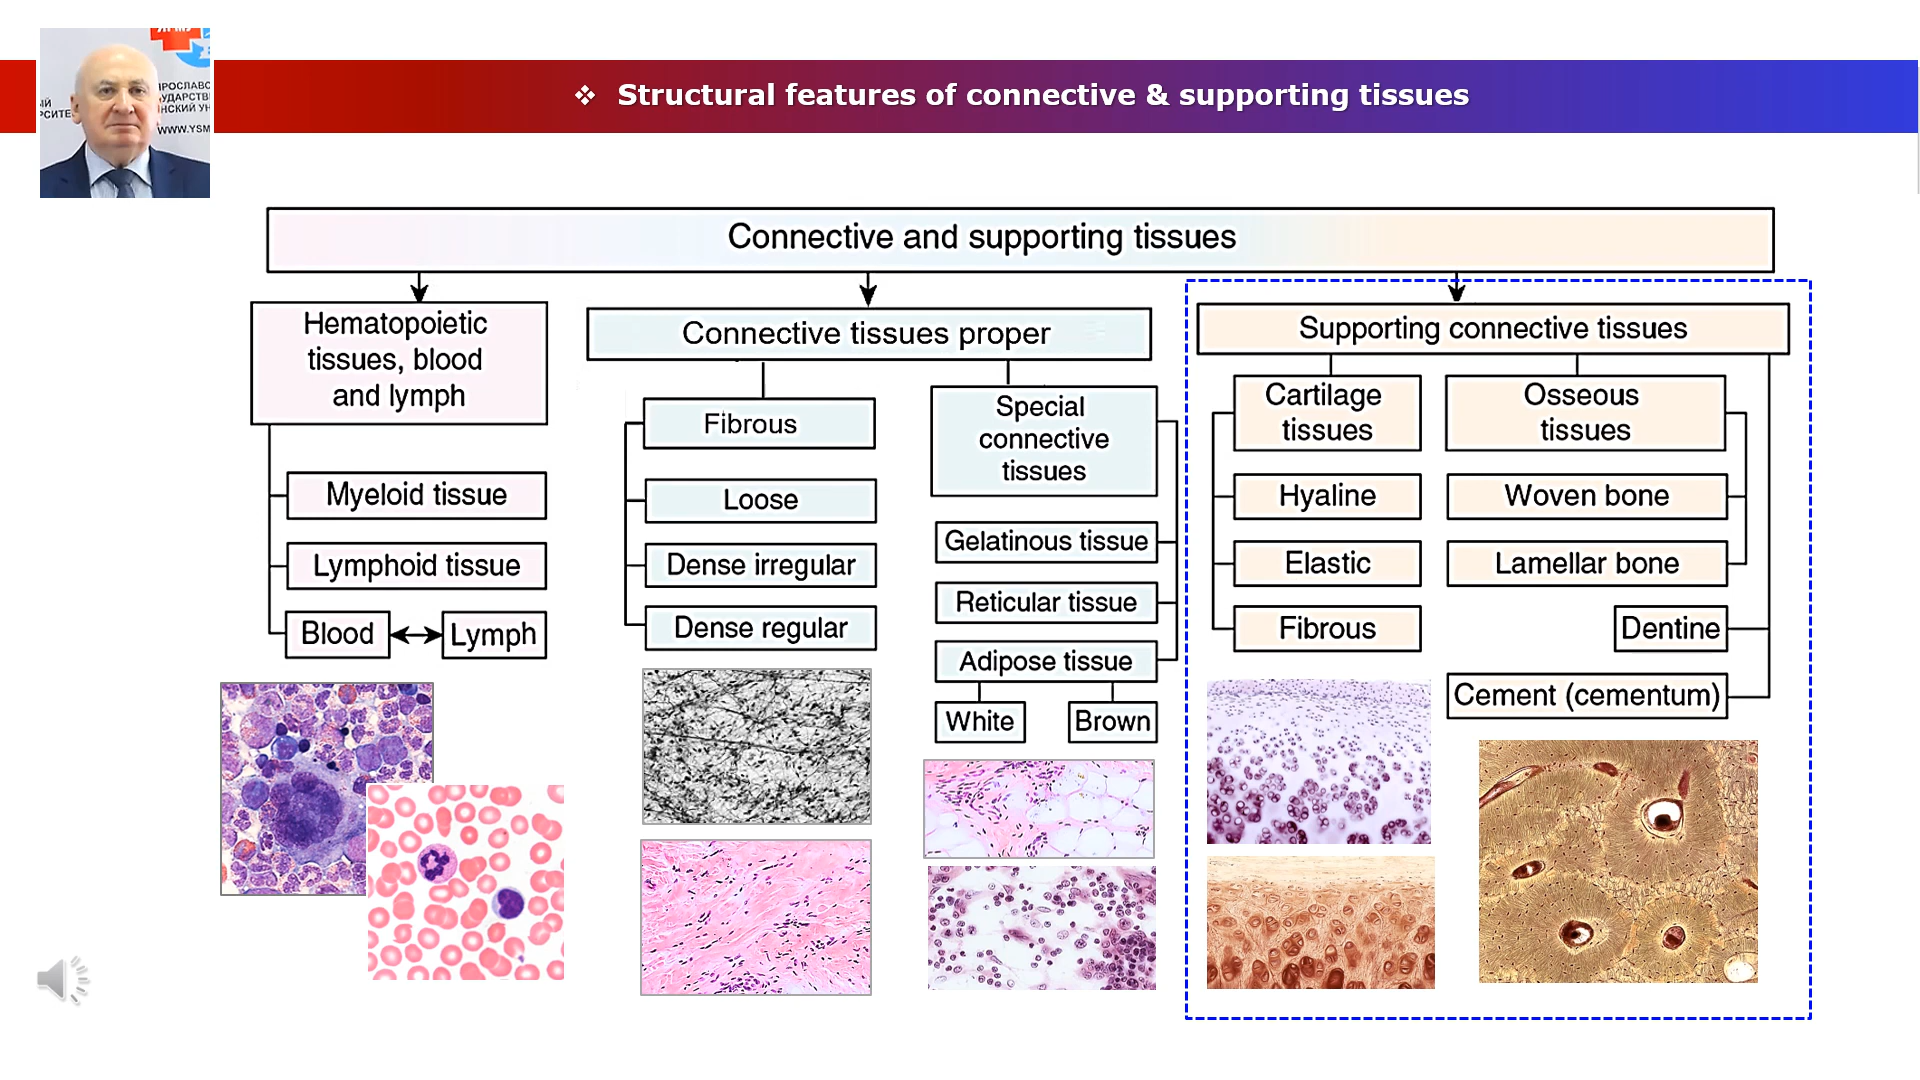 ❖ Structural features of connective & supporting tissues
WWW.YSM
Connective and supporting tissues
Hematopoietic
tissues, blood
and lymph
Myeloid tissue
Lymphoid tissue
Blood
Lymph
Connective tissues proper
Fibrous
Loose
Dense irregular
Dense regular
Special
connective
tissues
Gelatinous tissue
Reticular tissue
Adipose tissue
White
Brown
Supporting connective tissues
Cartilage
tissues
Hyaline
Elastic
Fibrous
Osseous
tissues
Woven bone
Lamellar bone
Dentine
Cement (cementum)